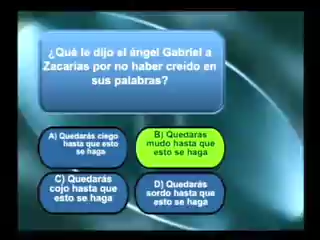 ¿Qué le dijo el ángel Gabriel a
Zacarías por no haber creído en
sus palabras?
A) Quedarás ciego
hasta que esto
se haga
B) Quedarás
mudo hasta que
esto se haga
C) Quedarás
cojo hasta que
esto se haga
D) Quedarás
sordo hasta que
esto se haga